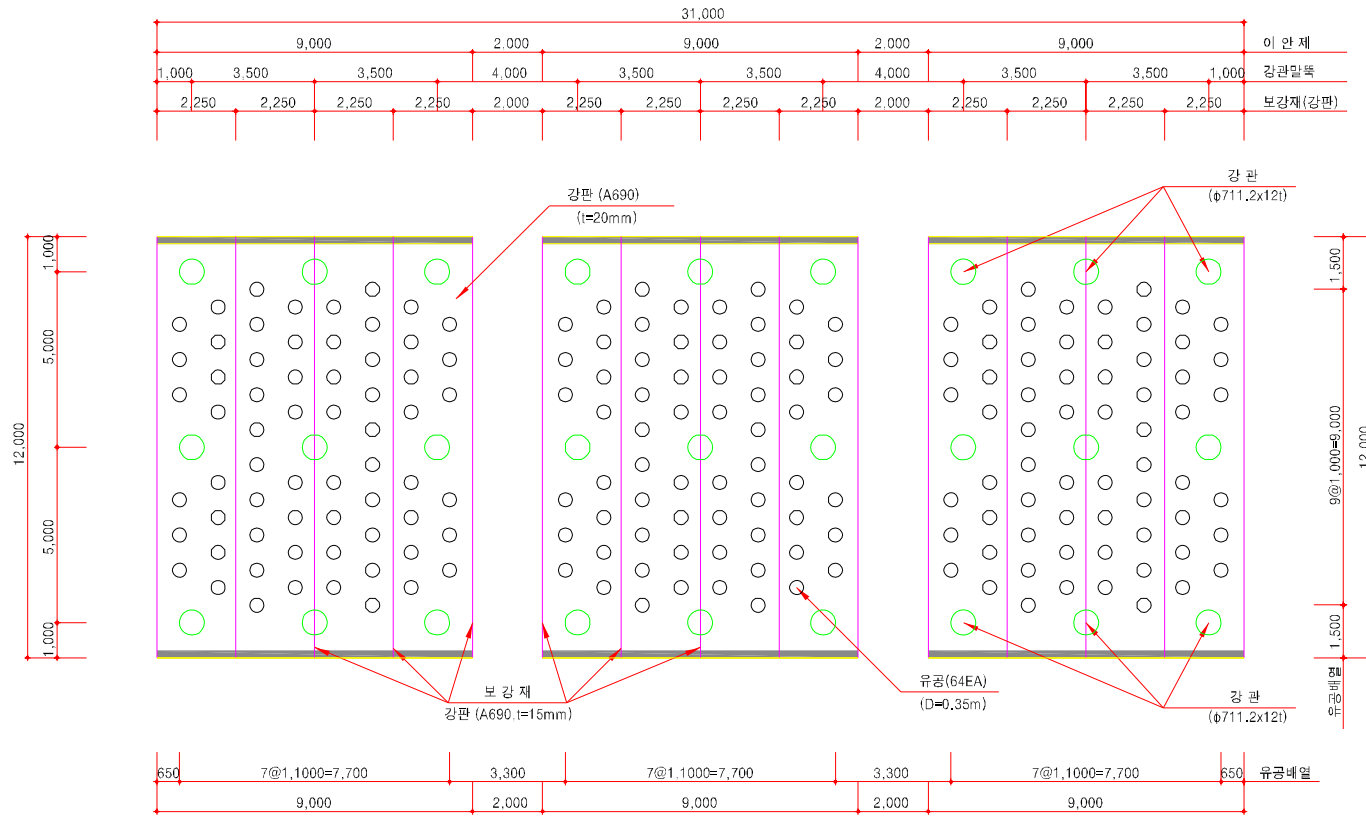 31,000
9,000 2,000 9,000 2,000 9,000 이 안 제
1,000 3,500 3,500 4,000 3,500 3,500 4,000 3,500 3,500 1,000 강관말뚝
2,250 2,250 2,250 2,250 2,000 2,250 2,250 2,250 2,250 2,000 2,250 2,250 2,250 2,250 보강재(강판)
강판 (A690)
(t=20mm)
강 관
(ϕ711.2x12t)
12,000
1,000
5,000
5,000
1,000
1,500
9@1,000=9,000
1,500
12,000
유공배열
보 강 재
강판 (A690.t=15mm)
유공(64EA)
(D=0.35m)
강 관
(ϕ711.2x12t)
650 7@1,1000=7,700 3,300 7@1,1000=7,700 3,300 7@1,1000=7,700 650 유공배열
9,000 2,000 9,000 2,000 9,000